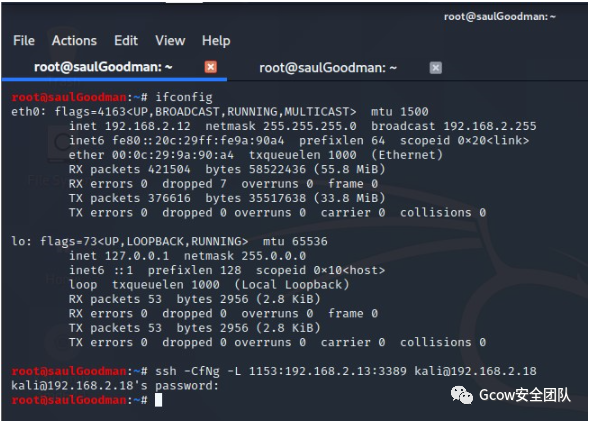 root@saulGoodman: ~
File Actions Edit View Help
root@saulGoodman: ~ root@saulGoodman: ~
root@saulGoodman:~# ifconfig
eth0: flags=4163<UP,BROADCAST,RUNNING,MULTICAST> mtu 1500
inet 192.168.2.12 netmask 255.255.255.0 broadcast 192.168.2.255
inet6 fe80::20c:29ff:fe9a:90a4 prefixlen 64 scopeid 0×20<link>
ether 00:0c:29:9a:90:a4 txqueuelen 1000 (Ethernet)
RX packets 421504 bytes 58522436 (55.8 MiB)
RX errors 0 dropped 7 overruns 0 frame 0
TX packets 376616 bytes 35517638 (33.8 MiB)
TX errors 0 dropped 0 overruns 0 carrier 0 collisions 0
lo: flags=73<UP,LOOPBACK,RUNNING> mtu 65536
inet 127.0.0.1 netmask 255.0.0.0
inet6 ::1 prefixlen 128 scopeid 0×10<host>
loop txqueuelen 1000 (Local Loopback)
RX packets 53 bytes 2956 (2.8 KiB)
RX errors 0 dropped 0 overruns 0 frame 0
TX packets 53 bytes 2956 (2.8 KiB)
TX errors 0 dropped 0 overruns 0 carrier 0 collisions 0
root@saulGoodman:~# ssh -CfNg -L 1153:192.168.2.13:3389 kali@192.168.2.18
kali@192.168.2.18's password:
root@saulGoodman:~#
Gcow安全团队